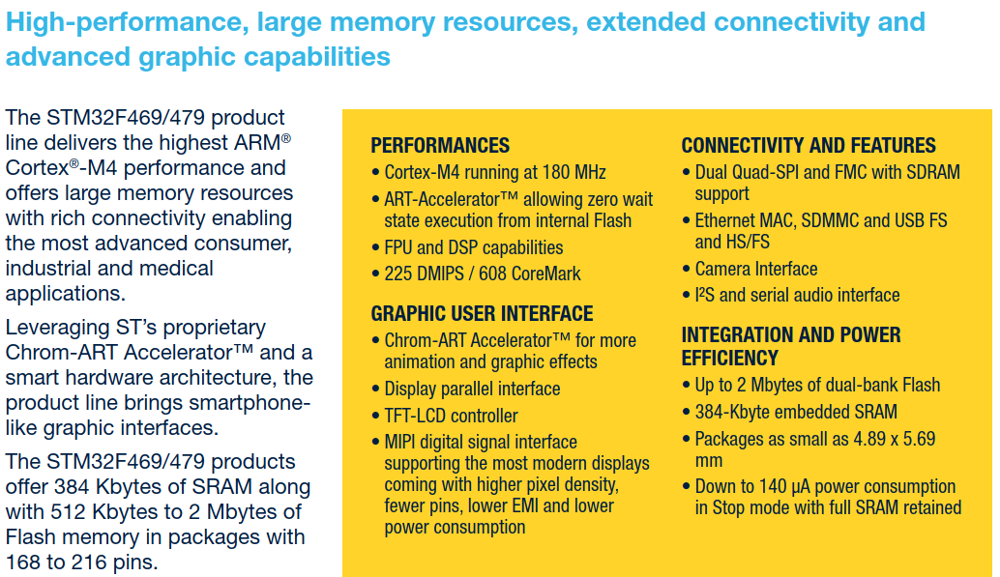 High-performance, large memory resources, extended connectivity and
advanced graphic capabilities
The STM32F469/479 product
line delivers the highest ARM®
Cortex®-M4 performance and
offers large memory resources
with rich connectivity enabling
the most advanced consumer,
industrial and medical
applications.
Leveraging ST’s proprietary
Chrom-ART Accelerator™ and a
smart hardware architecture, the
product line brings smartphone-
like graphic interfaces.
The STM32F469/479 products
offer 384 Kbytes of SRAM along
with 512 Kbytes to 2 Mbytes of
Flash memory in packages with
168 to 216 pins.
PERFORMANCES
• Cortex-M4 running at 180 MHz
• ART-Accelerator™ allowing zero wait
state execution from internal Flash
• FPU and DSP capabilities
• 225 DMIPS / 608 CoreMark
GRAPHIC USER INTERFACE
• Chrom-ART Accelerator™ for more
animation and graphic effects
• Display parallel interface
• TFT-LCD controller
• MIPI digital signal interface
supporting the most modern displays
coming with higher pixel density,
fewer pins, lower EMI and lower
power consumption
CONNECTIVITY AND FEATURES
• Dual Quad-SPI and FMC with SDRAM
support
• Ethernet MAC, SDMMC and USB FS
and HS/FS
• Camera Interface
• I²S and serial audio interface
INTEGRATION AND POWER
EFFICIENCY
• Up to 2 Mbytes of dual-bank Flash
• 384-Kbyte embedded SRAM
• Packages as small as 4.89 x 5.69
mm
• Down to 140 µA power consumption
in Stop mode with full SRAM retained